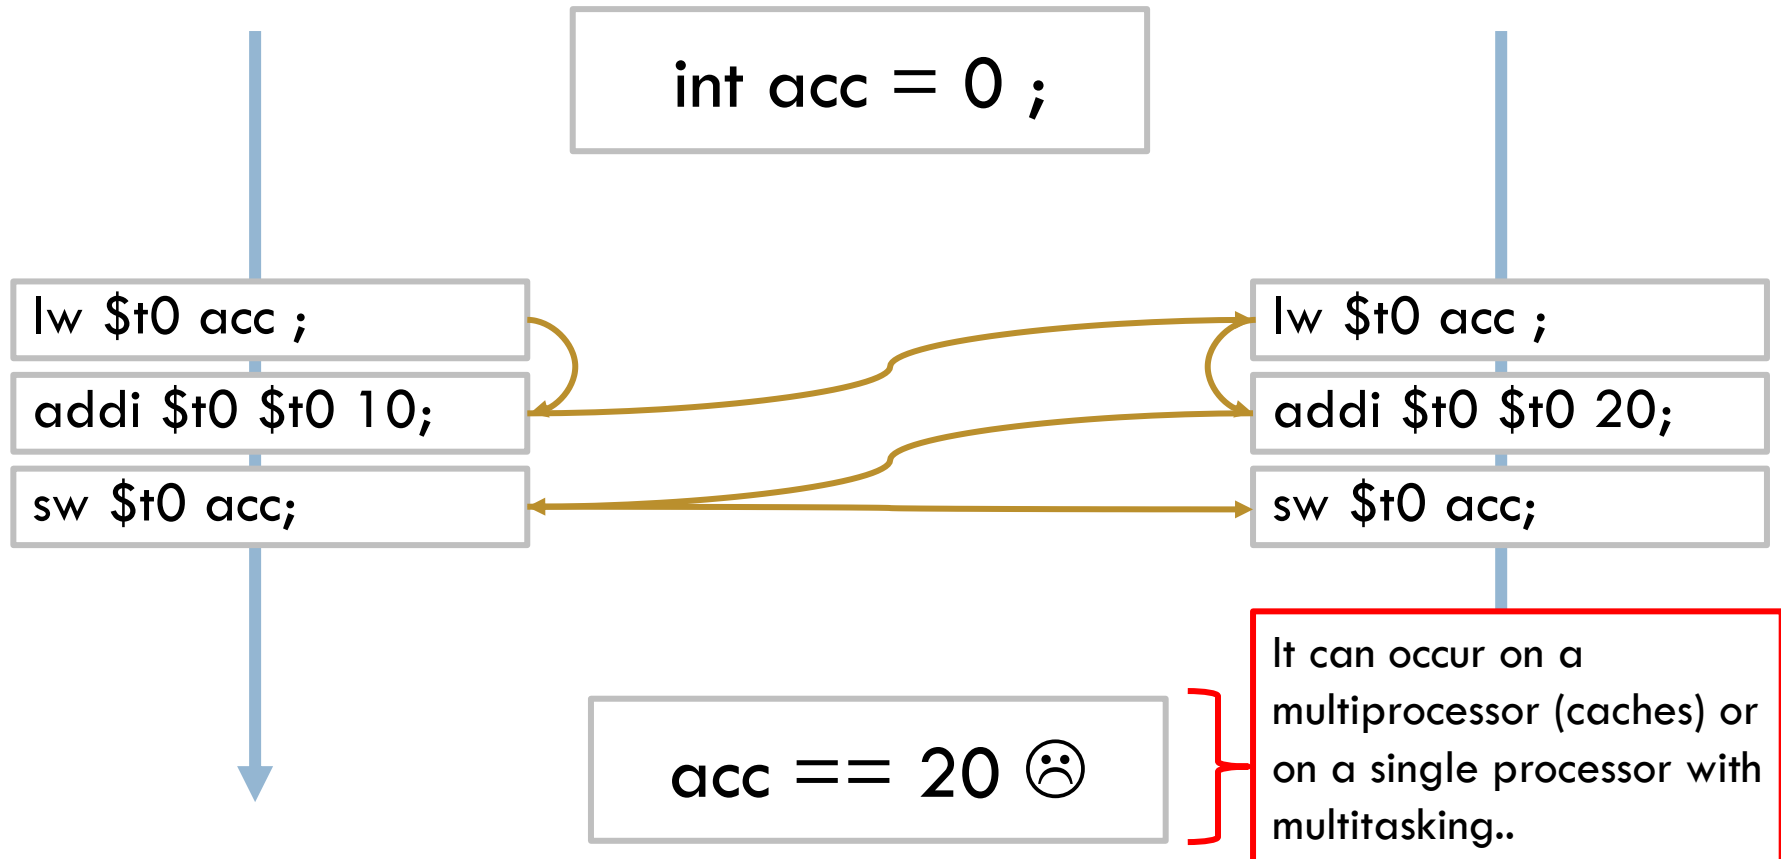 int acc = 0 ;
lw $t0 acc ;
addi $t0 $t0 10;
sw $t0 acc;
lw $t0 acc ;
addi $t0 $t0 20;
sw $t0 acc;
acc == 20 ☹
It can occur on a
multiprocessor (caches) or
on a single processor with
multitasking..